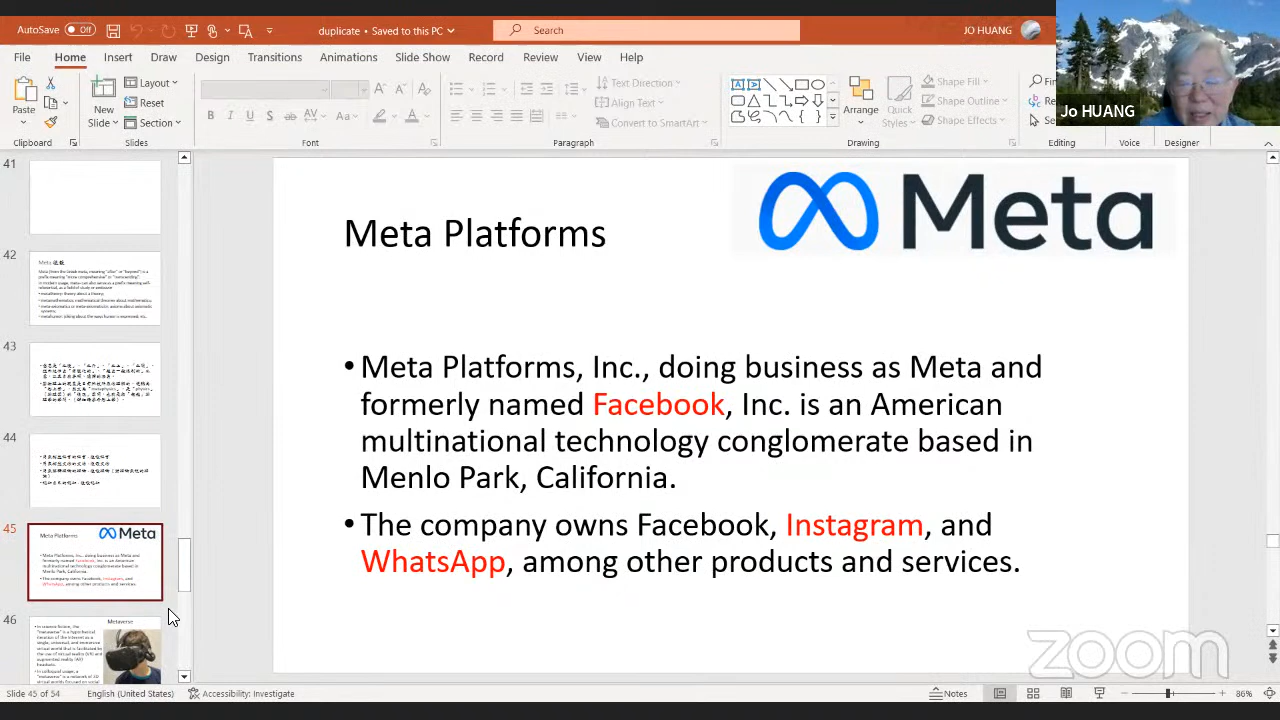 AutoSave Off
duplicate • Saved to this PC
Search
JO HUANG
File Home Insert Draw Design Transitions Animations Slide Show Record Review View Help
Paste
New
Slide
Layout
Reset
Section
Text Direction
Align Text
Convert to SmartArt
Arrange
Quick
Styles
Shape Fill
Shape Outline
Shape Effects
Clipboard Slides Font Paragraph Drawing Editing Voice Designer
Jo HUANG
41
42
43
44
45
Meta Platforms
Meta
46
Metaverse
Meta Platforms
Meta
• Meta Platforms, Inc., doing business as Meta and
formerly named Facebook, Inc. is an American
multinational technology conglomerate based in
Menlo Park, California.
• The company owns Facebook, Instagram, and
WhatsApp, among other products and services.
zoom
Slide 45 of 54 English (United States) Accessibility: Investigate Notes 86%